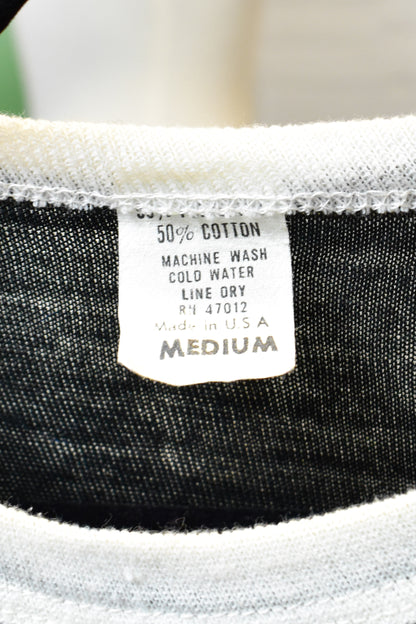 50% COTTON
MACHINE WASH
COLD WATER
LINE DRY
RN 47012
Made in U.S.A
MEDIUM